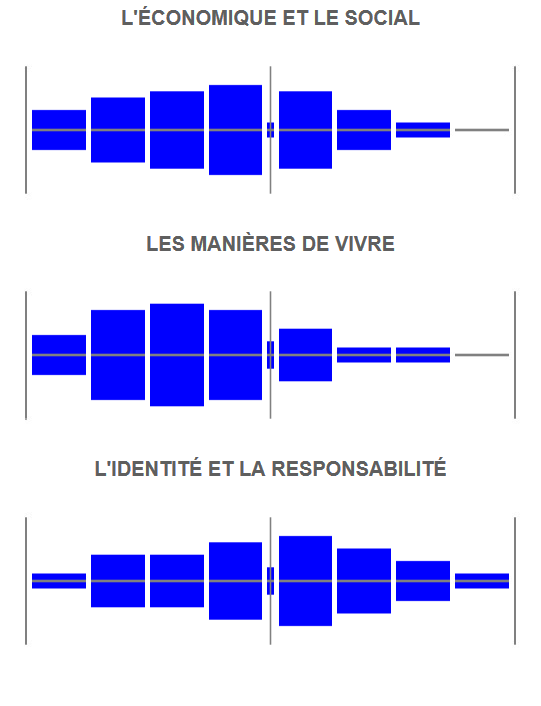 L'ÉCONOMIQUE ET LE SOCIAL
LES MANIÈRES DE VIVRE
L'IDENTITÉ ET LA RESPONSABILITÉ